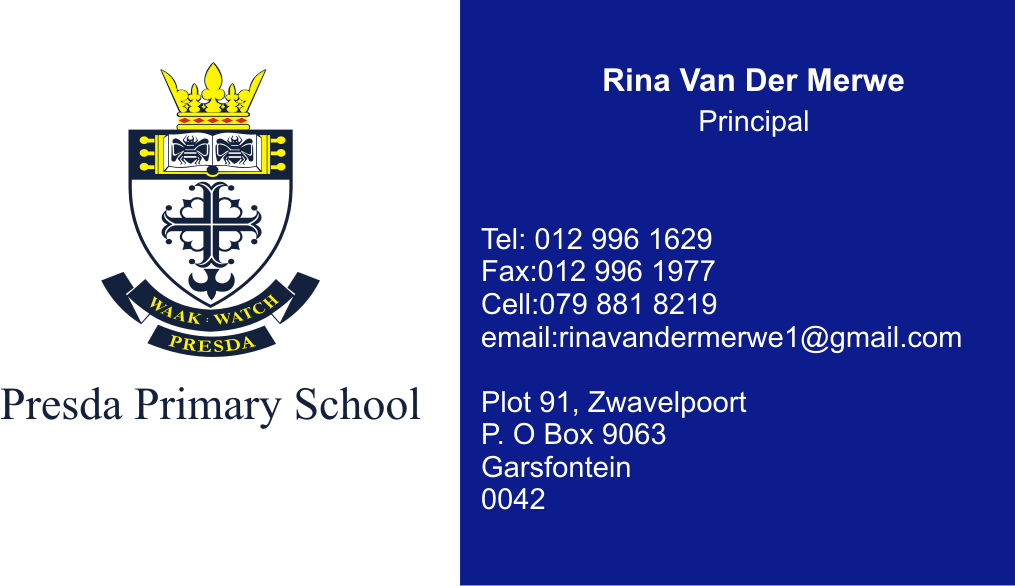 WAAK : WATCH
PRESDA
Presda Primary School
Rina Van Der Merwe
Principal
Tel: 012 996 1629
Fax:012 996 1977
Cell:079 881 8219
email:rinavandermerwe1@gmail.com
Plot 91, Zwavelpoort
P. O Box 9063
Garsfontein
0042